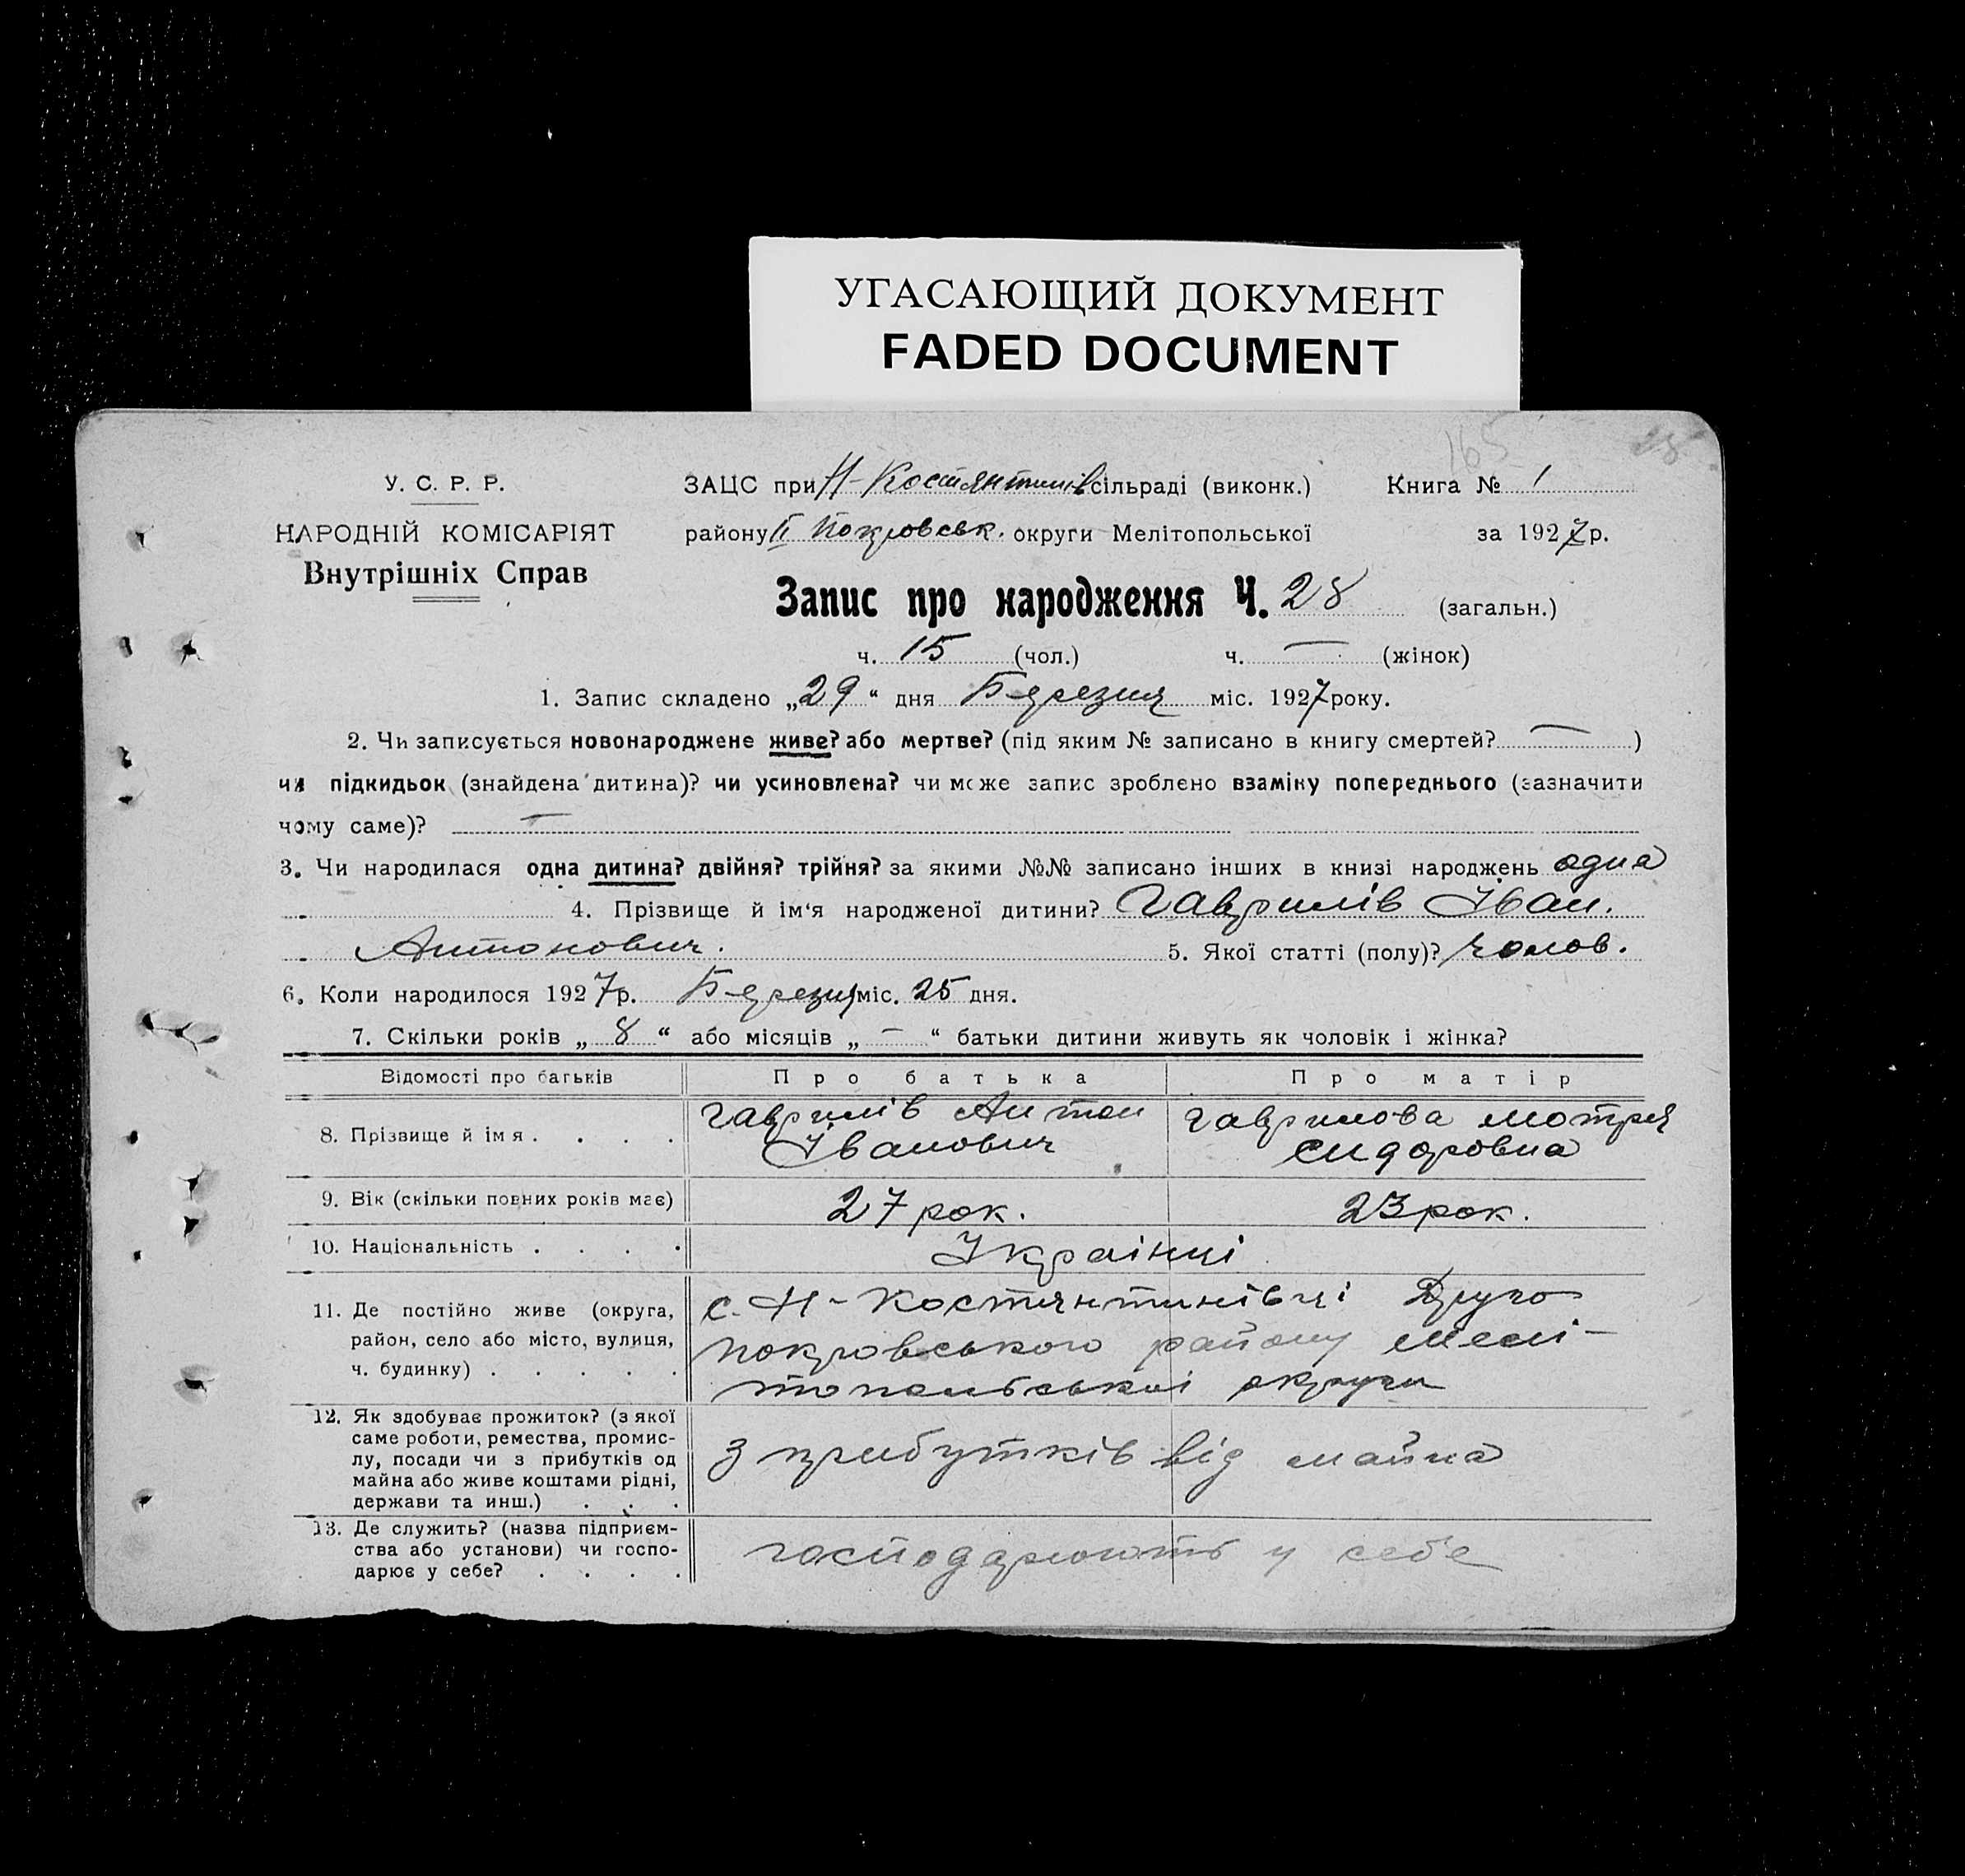 УГАСАЮЩИЙ ДОКУМЕНТ
FADED DOCUMENT
165
28
У. С. Р. Р.
НАРОДНІЙ КОМІСАРІЯТ
Внутрішніх Справ
ЗАЦС при Н-Костянтинів сільраді (виконк.)
Книга № 1
району II Покровськ. округи Мелітопольської
за 1927 р.
Запис про народження Ч. 28 (загальн.)
ч. 15 (чол.) ч. — (жінок)
1. Запис складено „29“ дня Березня міс. 1927 року.
2. Чи записується новонароджене живе? або мертве? (під яким № записано в книгу смертей? — )
чи підкидьок (знайдена дитина)? чи усиновлена? чи може запис зроблено взаміну попереднього (зазначити
чому саме)? —
3. Чи народилася одна дитина? двійня? трійня? за якими №№ записано інших в книзі народжень одна
4. Прізвище й ім‘я народженої дитини? Гаврилів Іван.
Антонович. 5. Якої статті (полу)? чолов.
6. Коли народилося 1927 р. Березня міс. 25 дня.
7. Скільки років „ 8 “ або місяців „ — “ батьки дитини живуть як чоловік і жінка?
Відомості про батьків Про батька Про матір
8. Прізвище й імя . . . .
Гаврилів Антон
Іванович
Гаврилова Мотря
Сидоровна
9. Вік (скільки повних років має) 27 рок. 23 рок.
10. Національність . . . . Українці
11. Де постійно живе (округа,
район, село або місто, вулиця,
ч. будинку) . . . . .
с. Н-Костянтинівці Друго
покровського району Мелі-
топольської округи
12. Як здобуває прожиток? (з якої
саме роботи, ремества, промис-
лу, посади чи з прибутків од
майна або живе коштами рідні,
держави та инш.) . . .
З прибутків від майна
13. Де служить? (назва підприєм-
ства або установи) чи госпо-
дарює у себе? . . . .
господарюють у себе